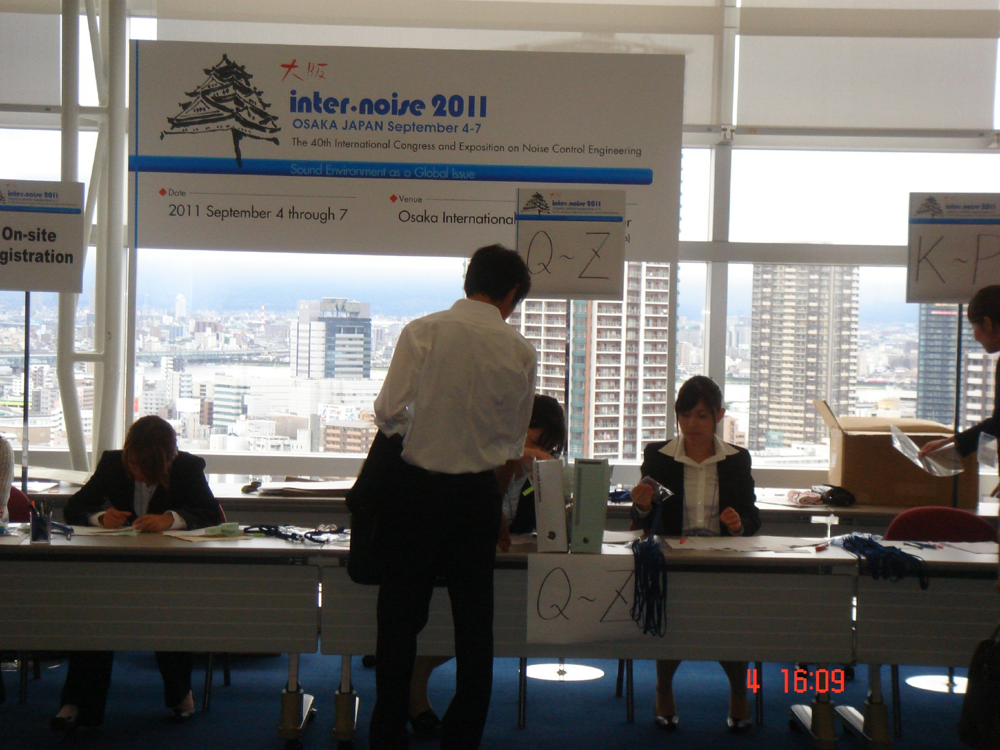 大阪
inter·noise 2011
OSAKA JAPAN September 4-7
The 40th International Congress and Exposition on Noise Control Engineering
Sound Environment as a Global Issue
Date
2011 September 4 through 7
Venue
Osaka International
inter·noise 2011
OSAKA JAPAN September 4-7
Q~Z
inter·noise 2011
On-site
gistration
inter·noise 2011
K~P
Q~Z
4 16:09